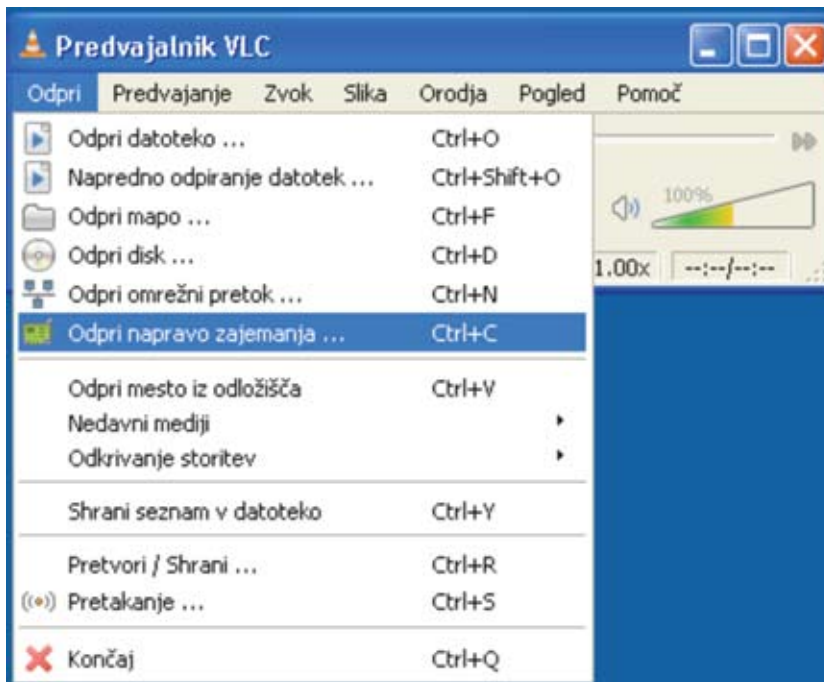 Predvajalnik VLC
Odpri Predvajanje Zvok Slika Orodja Pogled Pomoč
Odpri datoteko ... Ctrl+O
Napredno odpiranje datotek ... Ctrl+Shift+O
100%
Odpri mapo ... Ctrl+F
Odpri disk ... Ctrl+D
1.00x --:--/--:--
Odpri omrežni pretok ... Ctrl+N
Odpri napravo zajemanja ... Ctrl+C
Odpri mesto iz odložišča Ctrl+V
Nedavni mediji
Odkrivanje storitev
Shrani seznam v datoteko Ctrl+Y
Pretvori / Shrani ... Ctrl+R
Pretakanje ... Ctrl+S
Končaj Ctrl+Q